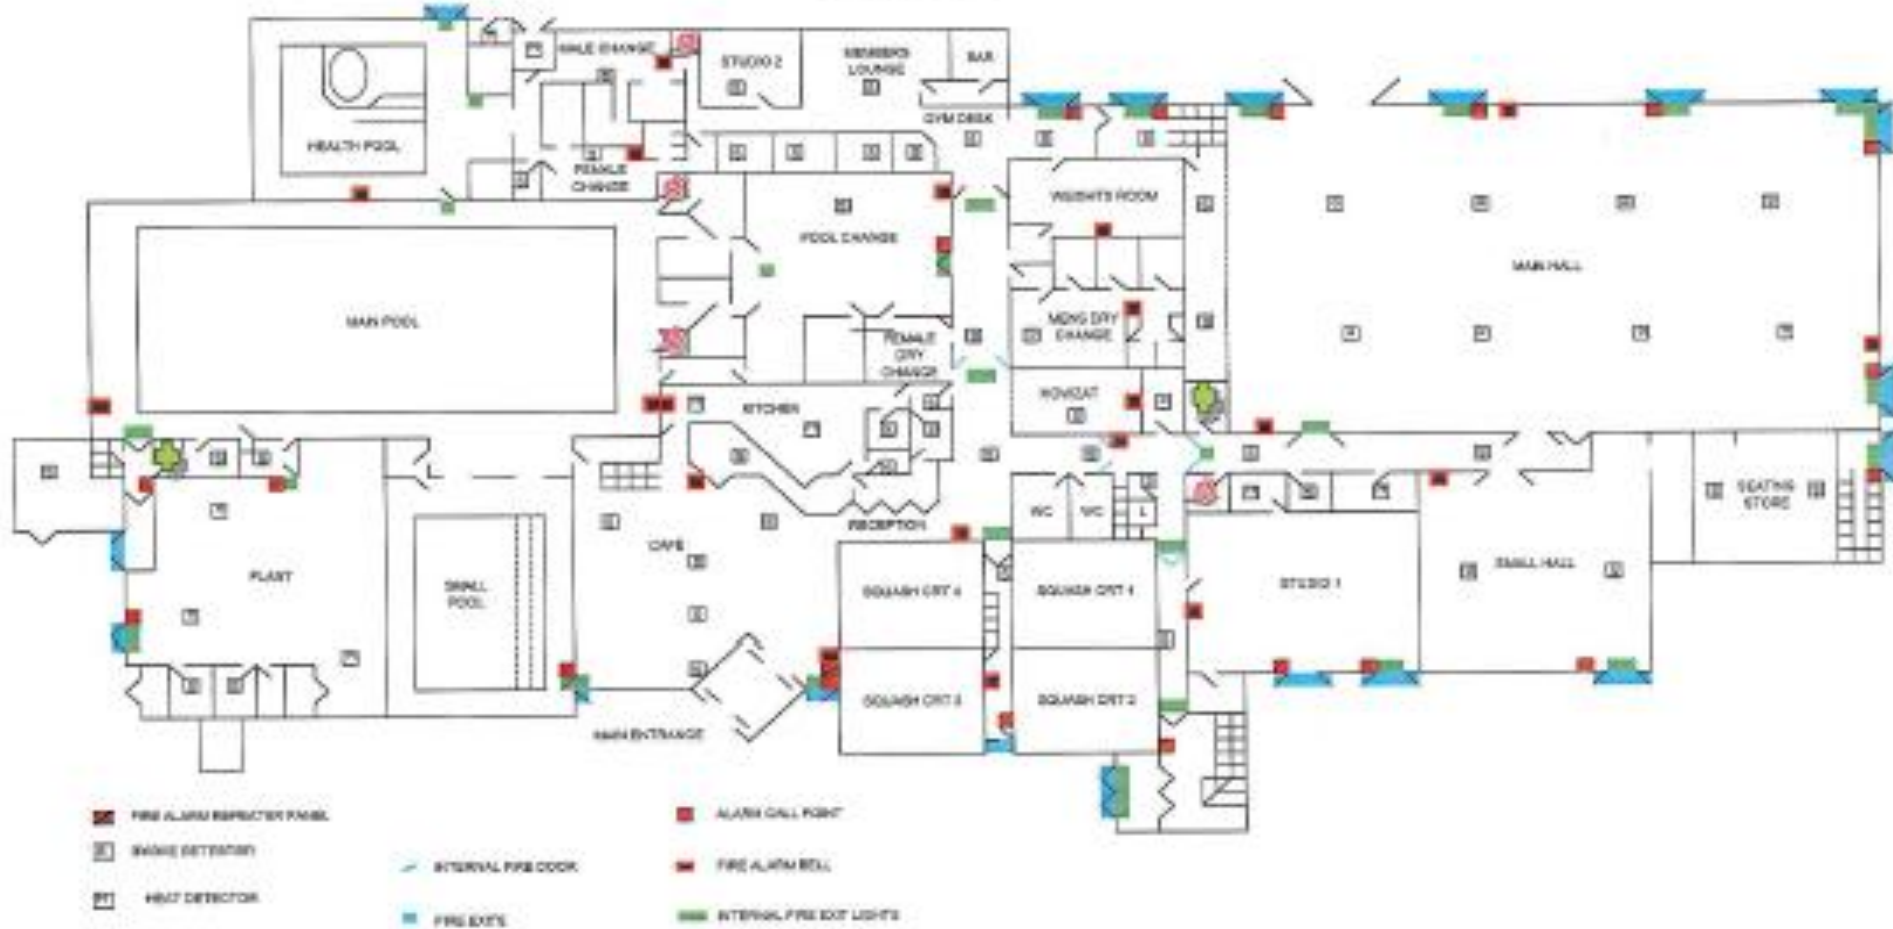 MALE CHANGE
STUDIO 2
MEMBERS
LOUNGE
BAR
GYM DESK
HEALTH POOL
FEMALE
CHANGE
WEIGHTS ROOM
POOL CHANGE
MAIN HALL
MAIN POOL
MENS DRY
CHANGE
FEMALE
DRY
CHANGE
KITCHEN
WC
WC
SEATING
STORE
RECEPTION
CAFE
PLANT
SMALL
POOL
SQUASH CRT 4
SQUASH CRT 1
STUDIO 1
SMALL HALL
SQUASH CRT 3
SQUASH CRT 2
MAIN ENTRANCE
FIRE ALARM REPEATER PANEL
ALARM CALL POINT
SMOKE DETECTOR
INTERNAL FIRE DOOR
FIRE ALARM BELL
HEAT DETECTOR
FIRE EXITS
INTERNAL FIRE EXIT LIGHTS